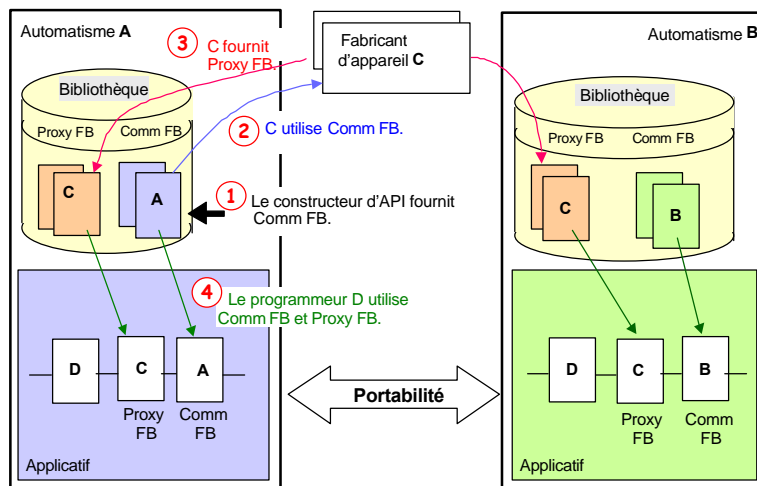 Automatisme A
Bibliothèque
Proxy FB
Comm FB
C
A
3
C fournit
Proxy FB.
Fabricant
d'appareil C
2
C utilise Comm FB.
1
Le constructeur d'API fournit
Comm FB.
4
Le programmeur D utilise
Comm FB et Proxy FB.
D
C
A
Proxy
FB
Comm
FB
Applicatif
Portabilité
Automatisme B
Bibliothèque
Proxy FB
Comm FB
C
B
D
C
B
Proxy
FB
Comm
FB
Applicatif